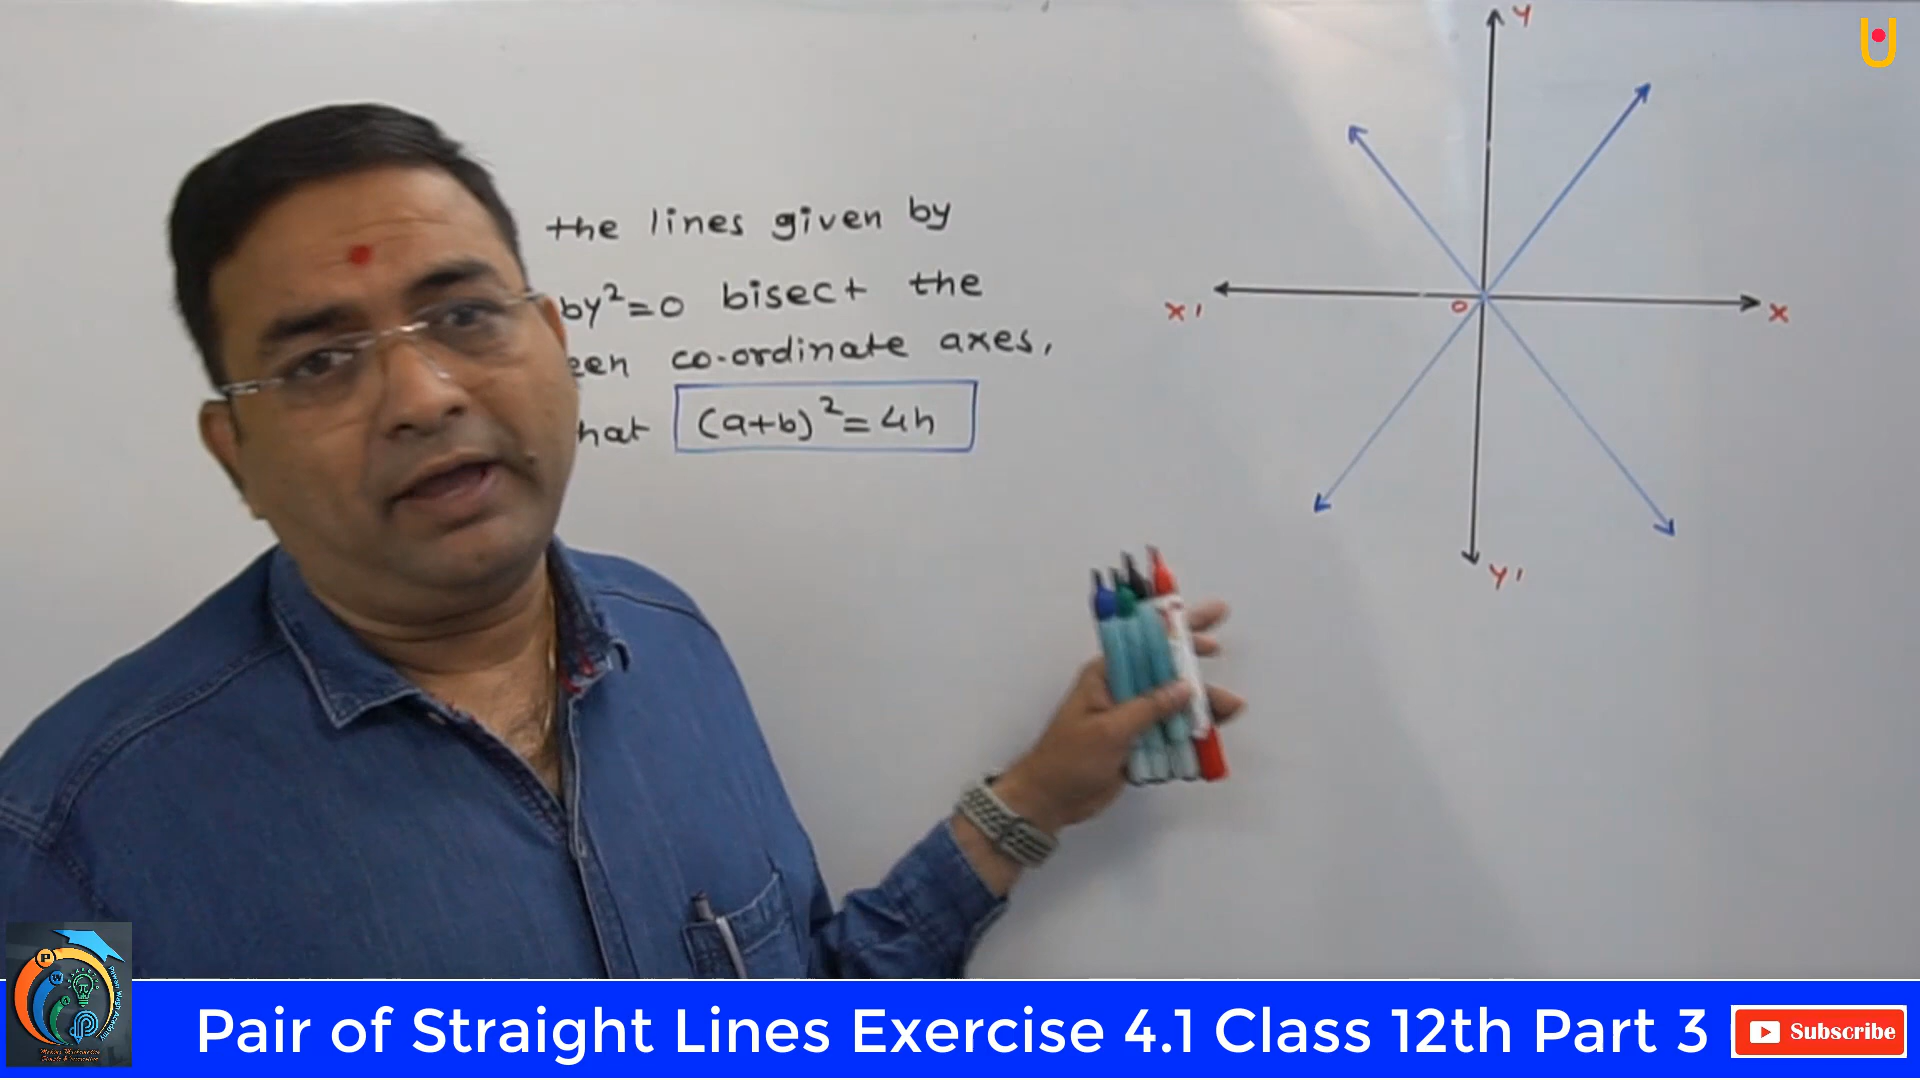 the lines given by
by²=0 bisect the
een co-ordinate axes,
hat (a+b)²=4h
Y
X'
O
X
Y'
Pair of Straight Lines Exercise 4.1 Class 12th Part 3
Subscribe